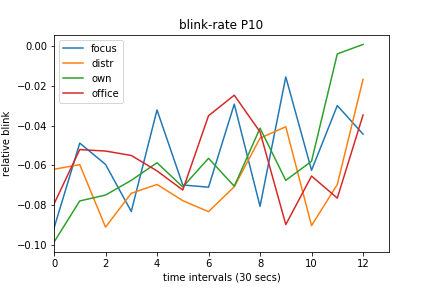 blink-rate P10
focus
distr
own
office
0.00
−0.02
−0.04
−0.06
−0.08
−0.10
relative blink
0 2 4 6 8 10 12
time intervals (30 secs)